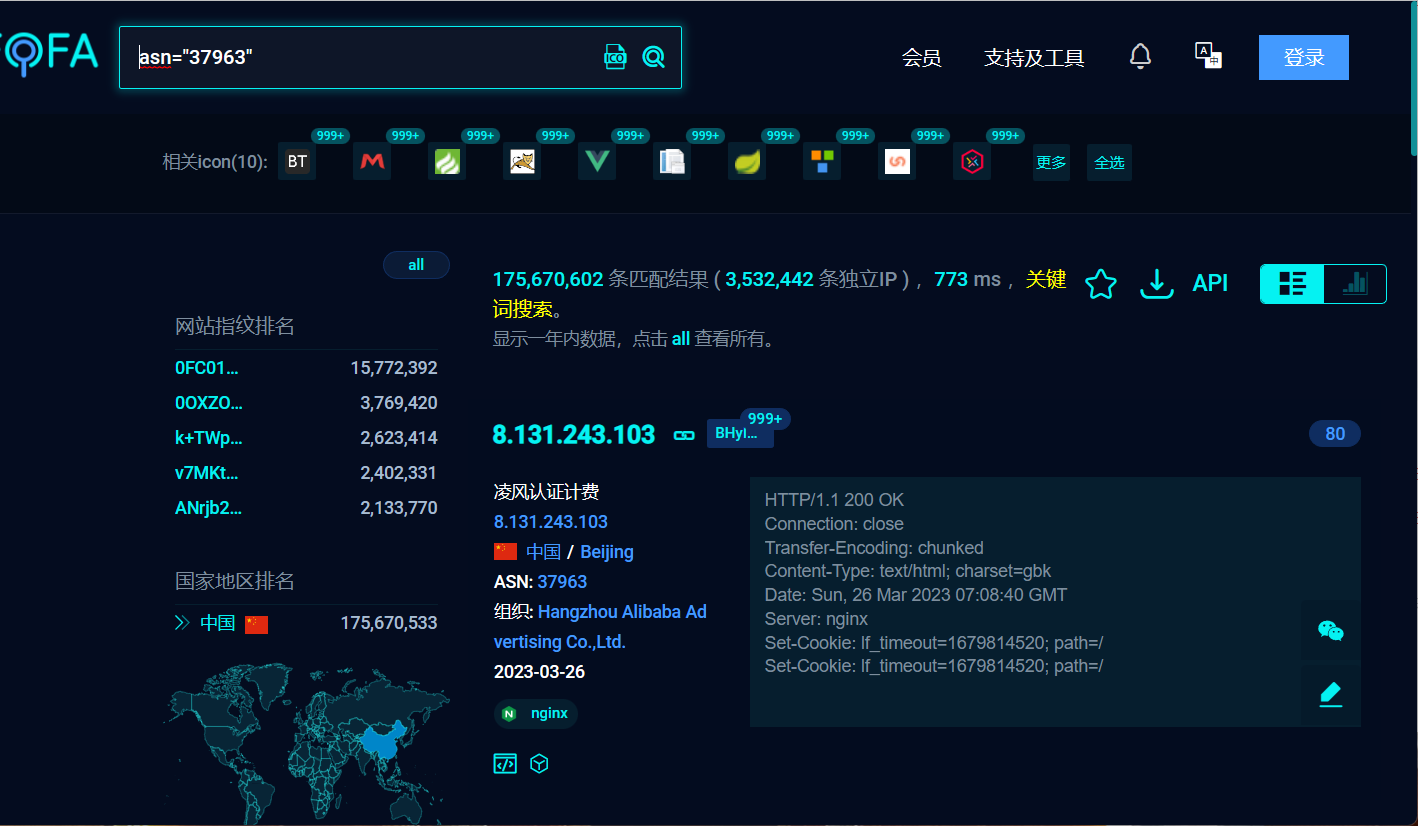 FOFA
asn="37963"
ICO
会员
支持及工具
A 中
登录
999+ 999+ 999+ 999+ 999+ 999+ 999+ 999+ 999+ 999+
相关icon(10):
BT
更多
全选
all
175,670,602 条匹配结果 ( 3,532,442 条独立IP ) , 773 ms , 关键
词搜索。
显示一年内数据，点击 all 查看所有。
API
网站指纹排名
0FC01... 15,772,392
0OXZO... 3,769,420
k+TWp... 2,623,414
v7MKt... 2,402,331
ANrjb2... 2,133,770
国家地区排名
中国 175,670,533
8.131.243.103
BHyl...
999+
80
凌风认证计费
8.131.243.103
中国 / Beijing
ASN: 37963
组织: Hangzhou Alibaba Ad
vertising Co.,Ltd.
2023-03-26
N nginx
HTTP/1.1 200 OK
Connection: close
Transfer-Encoding: chunked
Content-Type: text/html; charset=gbk
Date: Sun, 26 Mar 2023 07:08:40 GMT
Server: nginx
Set-Cookie: lf_timeout=1679814520; path=/
Set-Cookie: lf_timeout=1679814520; path=/